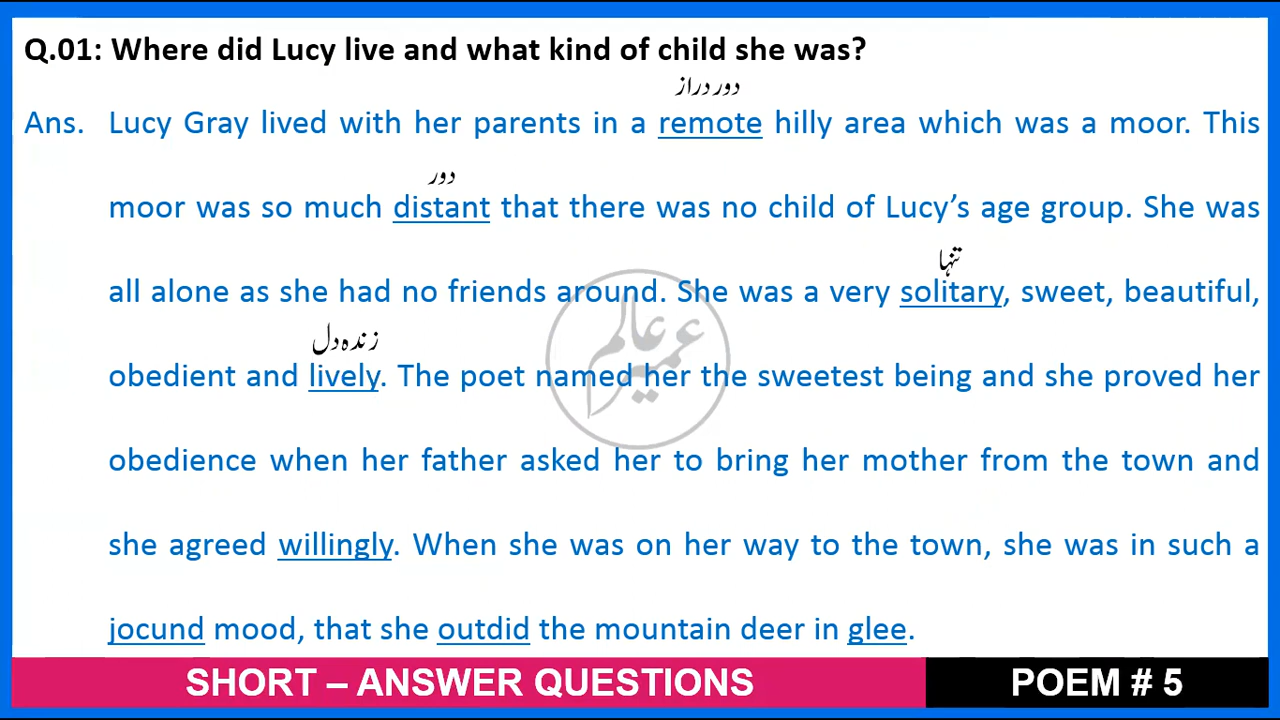 Q.01: Where did Lucy live and what kind of child she was?
دور دراز
Ans. Lucy Gray lived with her parents in a remote hilly area which was a moor. This
دور
moor was so much distant that there was no child of Lucy’s age group. She was
تنہا
all alone as she had no friends around. She was a very solitary, sweet, beautiful,
زندہ دل
obedient and lively. The poet named her the sweetest being and she proved her
عمیر عالم
obedience when her father asked her to bring her mother from the town and
she agreed willingly. When she was on her way to the town, she was in such a
jocund mood, that she outdid the mountain deer in glee.
SHORT – ANSWER QUESTIONS
POEM # 5